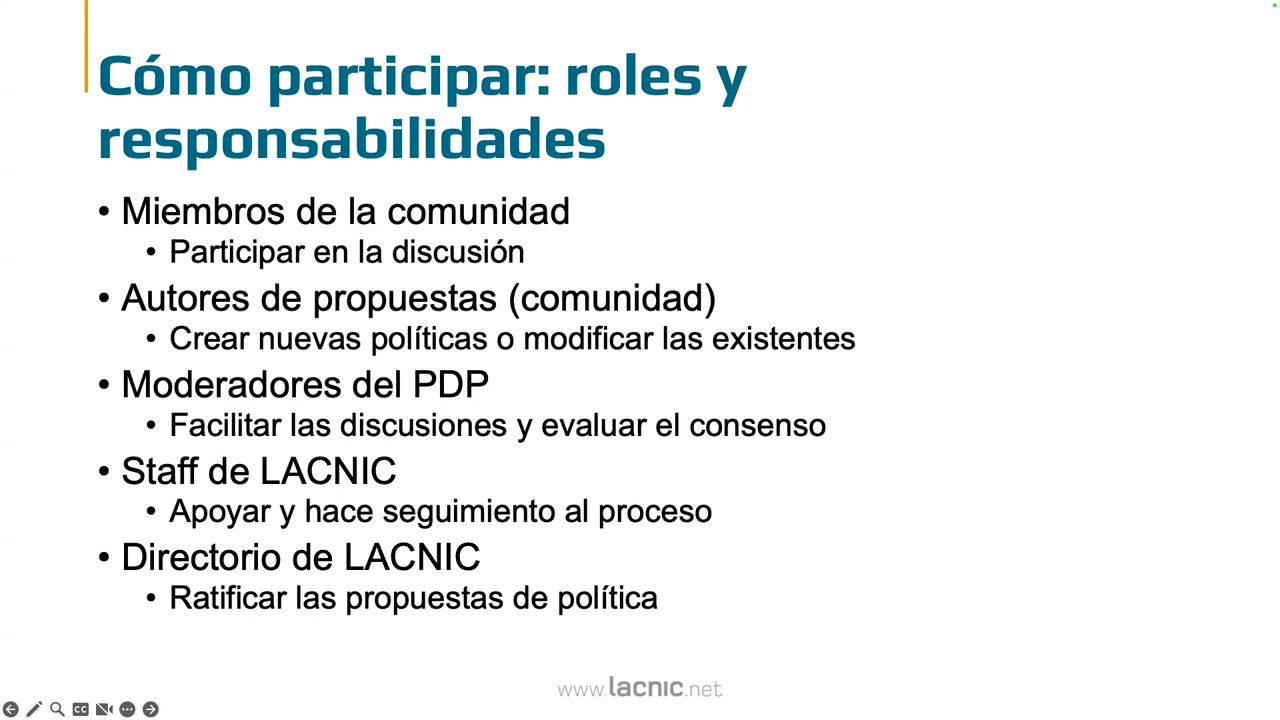 Cómo participar: roles y
responsabilidades
• Miembros de la comunidad
• Participar en la discusión
• Autores de propuestas (comunidad)
• Crear nuevas políticas o modificar las existentes
• Moderadores del PDP
• Facilitar las discusiones y evaluar el consenso
• Staff de LACNIC
• Apoyar y hace seguimiento al proceso
• Directorio de LACNIC
• Ratificar las propuestas de política
www.lacnic.net
CC